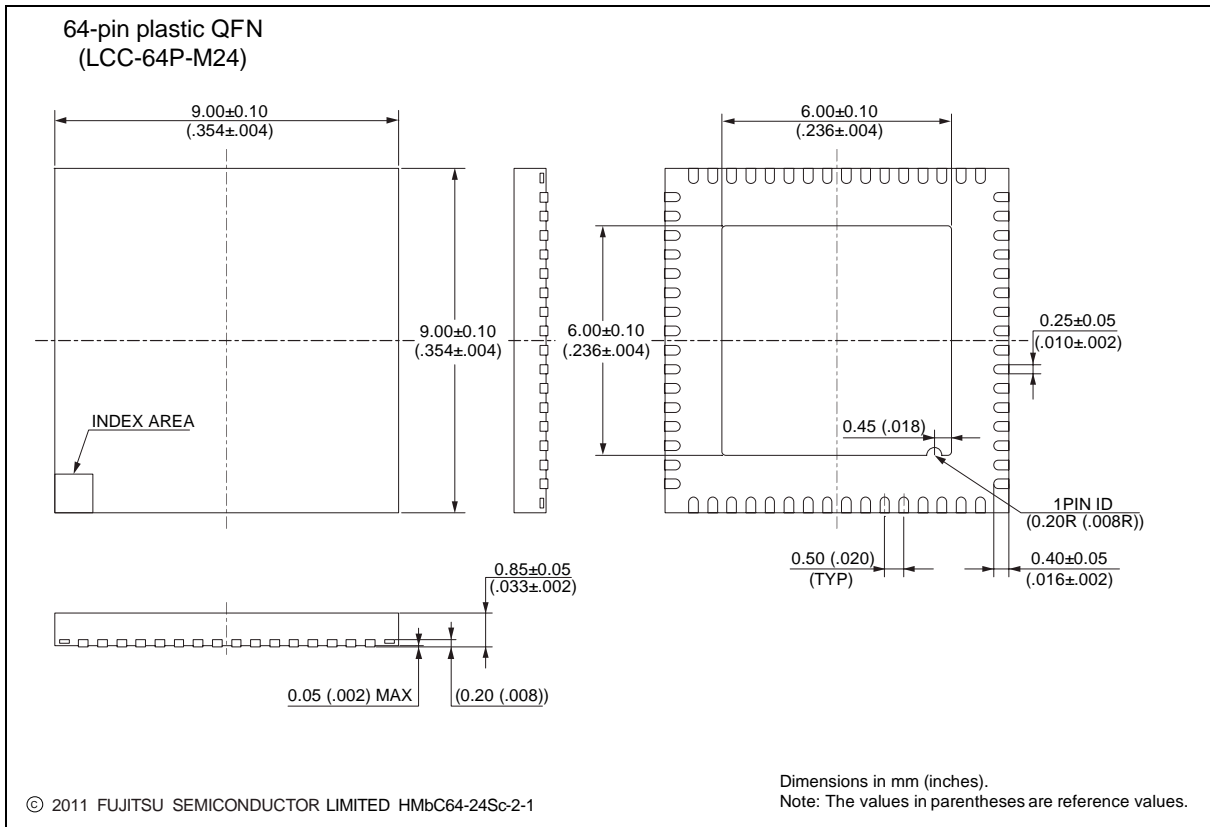 64-pin plastic QFN
(LCC-64P-M24)
9.00±0.10
(.354±.004)
6.00±0.10
(.236±.004)
9.00±0.10
(.354±.004)
6.00±0.10
(.236±.004)
0.25±0.05
(.010±.002)
INDEX AREA
0.45 (.018)
1PIN ID
(0.20R (.008R))
0.50 (.020)
(TYP)
0.40±0.05
(.016±.002)
0.85±0.05
(.033±.002)
0.05 (.002) MAX
(0.20 (.008))
© 2011 FUJITSU SEMICONDUCTOR LIMITED HMbC64-24Sc-2-1
Dimensions in mm (inches).
Note: The values in parentheses are reference values.